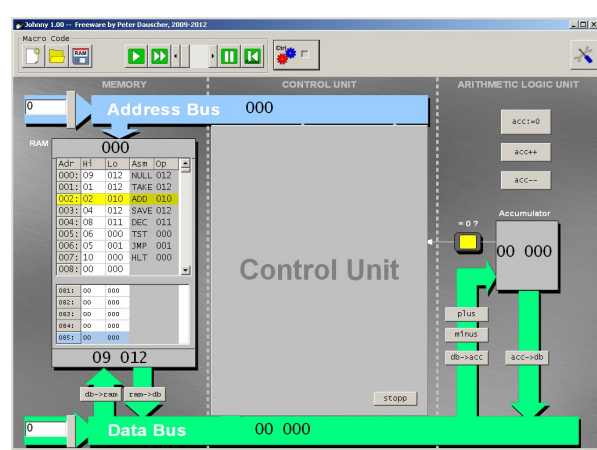 Johnny 1.00 -- Freeware by Peter Dauscher, 2009-2012
Macro Code
RAM
Ctrl
MEMORY
CONTROL UNIT
ARITHMETIC LOGIC UNIT
0
Address Bus 000
acc:=0
acc++
acc--
RAM
000
Adr Hi Lo Asm Op
000: 09 012 NULL 012
001: 01 012 TAKE 012
002: 02 010 ADD 010
003: 04 012 SAVE 012
004: 08 011 DEC 011
005: 06 000 TST 000
006: 05 001 JMP 001
007: 10 000 HLT 000
008: 00 000
081: 00 000
082: 00 000
083: 00 000
084: 00 000
085: 00 000
09 012
db->ram
ram->db
Control Unit
stopp
= 0 ?
Accumulator
00 000
plus
minus
db->acc
acc->db
0
Data Bus 00 000